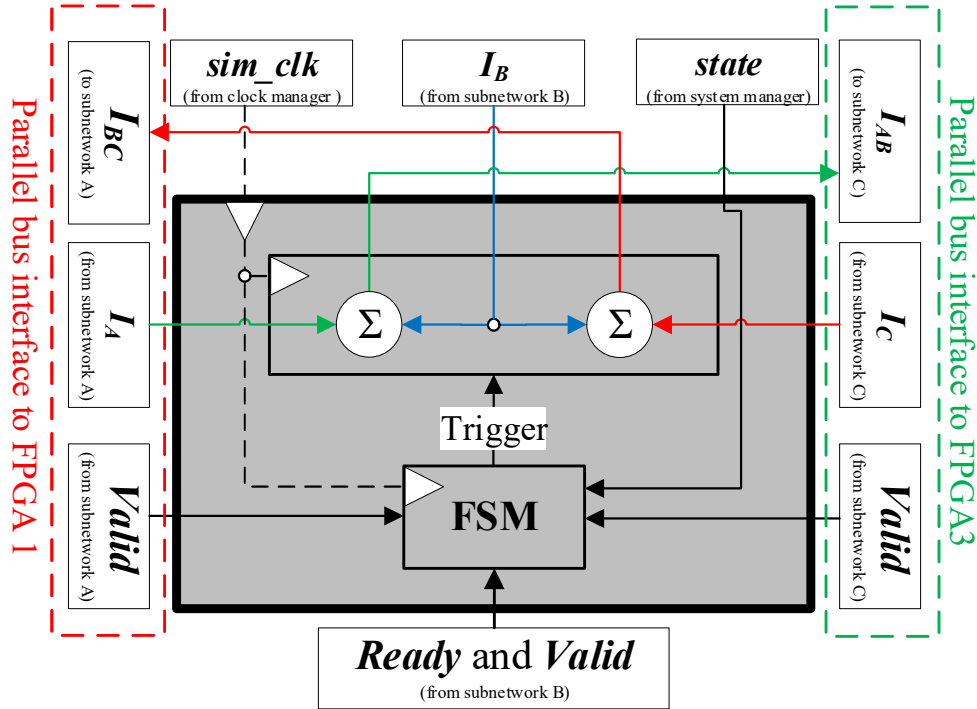 Parallel bus interface to FPGA 1
I_BC
(to subnetwork A)
I_A
(from subnetwork A)
Valid
(from subnetwork A)
sim_clk
(from clock manager )
I_B
(from subnetwork B)
state
(from system manager)
Σ
Σ
Trigger
FSM
Ready and Valid
(from subnetwork B)
I_AB
(to subnetwork C)
I_C
(from subnetwork C)
Valid
(from subnetwork C)
Parallel bus interface to FPGA3